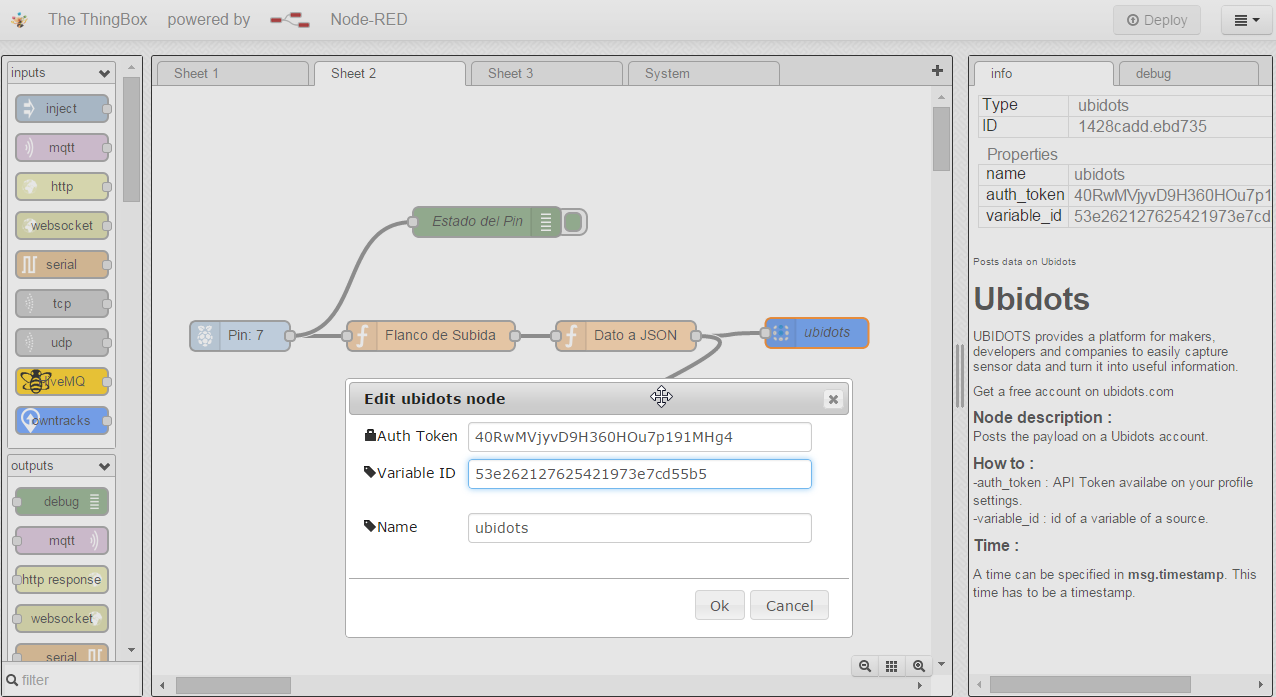 The ThingBox powered by Node-RED Deploy
inputs
inject
mqtt
http
websocket
serial
tcp
udp
HiveMQ
owntracks
outputs
debug
mqtt
http response
websocket
serial
filter
Sheet 1 Sheet 2 Sheet 3 System
Estado del Pin
Pin: 7 Flanco de Subida Dato a JSON ubidots
Edit ubidots node
Auth Token 40RwMVjyvD9H360HOu7p191MHg4
Variable ID 53e262127625421973e7cd55b5
Name ubidots
Ok Cancel
info debug
Type ubidots
ID 1428cadd.ebd735
Properties
name ubidots
auth_token 40RwMVjyvD9H360HOu7p1
variable_id 53e262127625421973e7cd
Posts data on Ubidots
Ubidots
UBIDOTS provides a platform for makers,
developers and companies to easily capture
sensor data and turn it into useful information.
Get a free account on ubidots.com
Node description :
Posts the payload on a Ubidots account.
How to :
-auth_token : API Token availabe on your profile
settings.
-variable_id : id of a variable of a source.
Time :
A time can be specified in msg.timestamp. This
time has to be a timestamp.